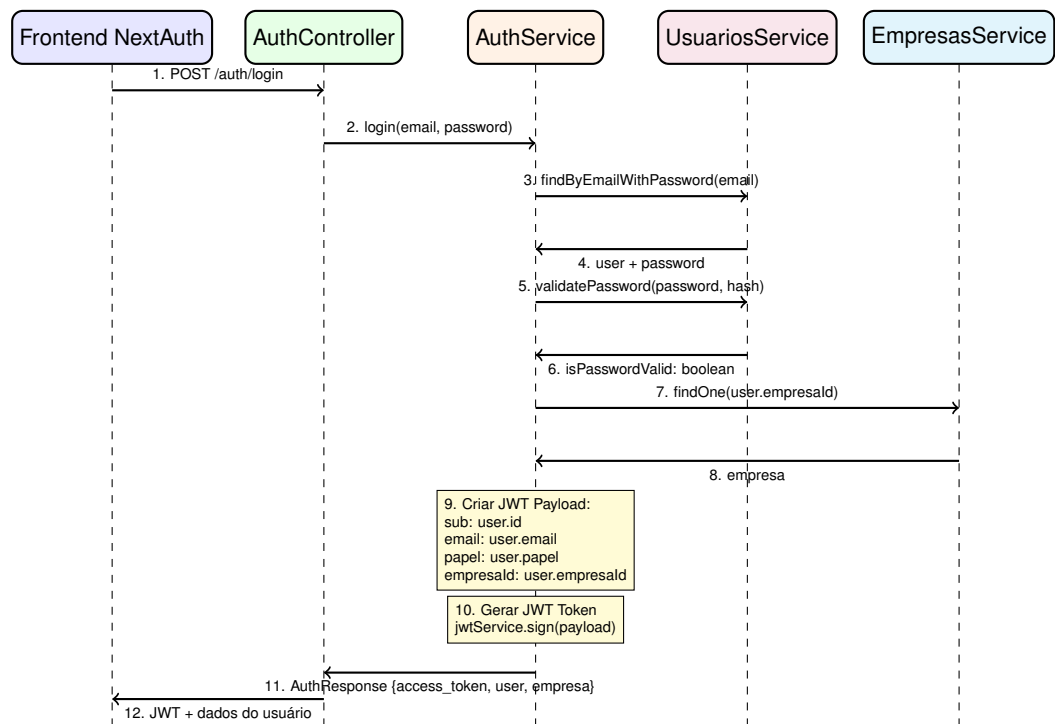 Frontend NextAuth
AuthController
AuthService
UsuariosService
EmpresasService
1. POST /auth/login
2. login(email, password)
3. findByEmailWithPassword(email)
4. user + password
5. validatePassword(password, hash)
6. isPasswordValid: boolean
7. findOne(user.empresaId)
8. empresa
9. Criar JWT Payload:
sub: user.id
email: user.email
papel: user.papel
empresaId: user.empresaId
10. Gerar JWT Token
jwtService.sign(payload)
11. AuthResponse {access_token, user, empresa}
12. JWT + dados do usuário